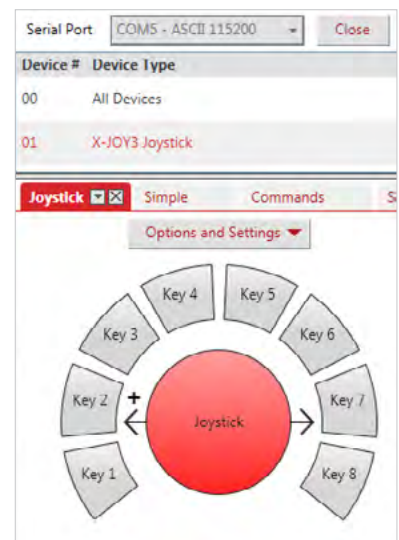 Serial Port COM5 - ASCII 115200 Close
Device # Device Type
00 All Devices
01 X-JOY3 Joystick
Joystick Simple Commands
Options and Settings
Key 4 Key 5
Key 3 Key 6
Key 2 + Joystick Key 7
Key 1 Key 8